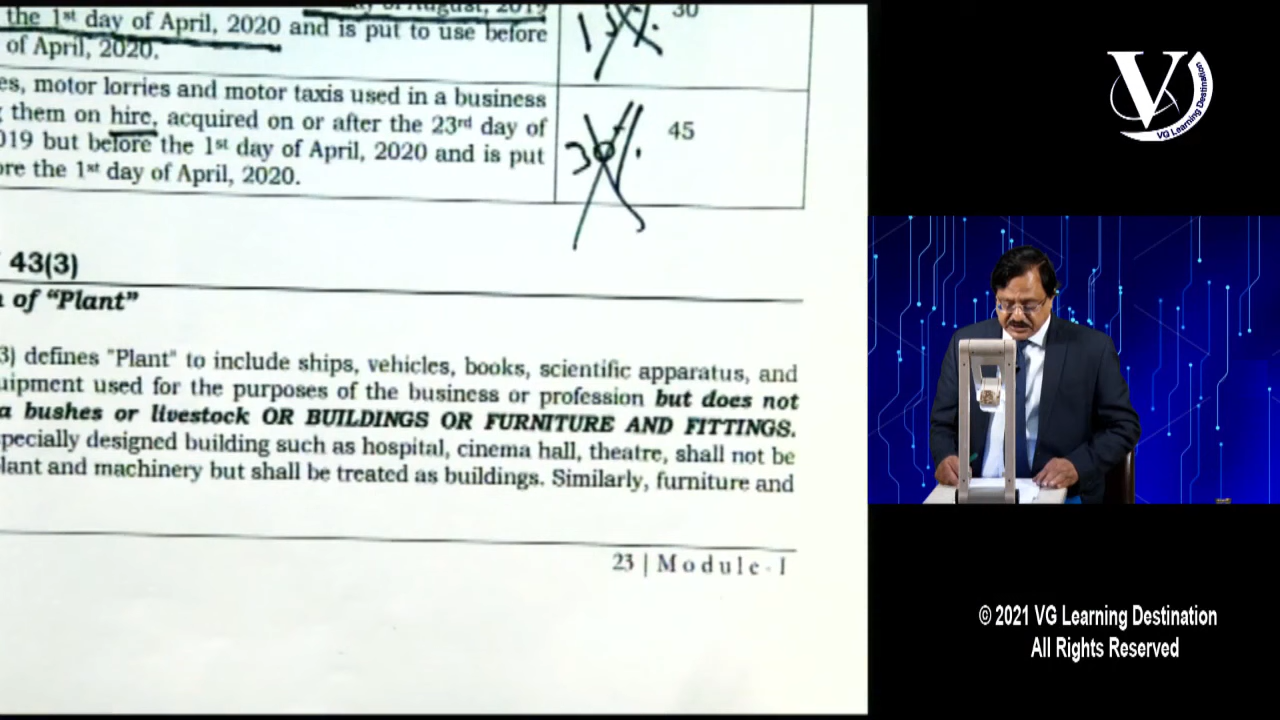 the 1st day of April, 2020 and is put to use before
of April, 2020.
30
es, motor lorries and motor taxis used in a business
them on hire, acquired on or after the 23rd day of
019 but before the 1st day of April, 2020 and is put
ore the 1st day of April, 2020.
30%.
45
43(3)
of "Plant"
3) defines "Plant" to include ships, vehicles, books, scientific apparatus, and
uipment used for the purposes of the business or profession but does not
a bushes or livestock OR BUILDINGS OR FURNITURE AND FITTINGS.
specially designed building such as hospital, cinema hall, theatre, shall not be
lant and machinery but shall be treated as buildings. Similarly, furniture and
23 | Module - I
V
VG Learning Destination
© 2021 VG Learning Destination
All Rights Reserved